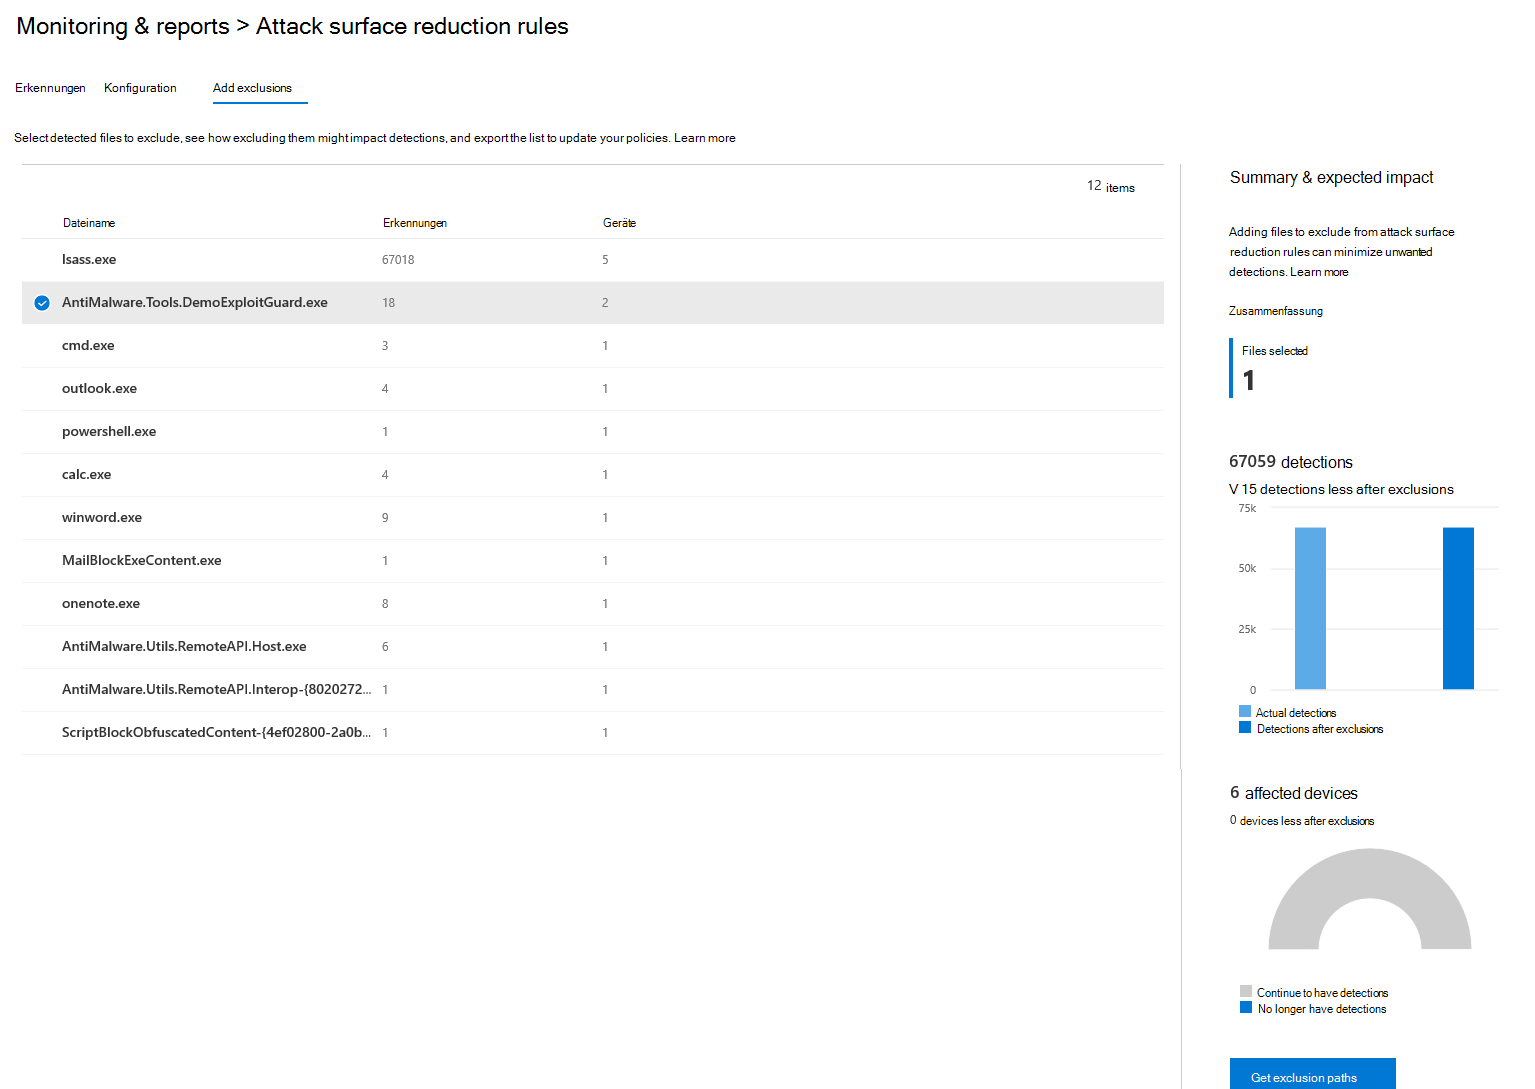 Monitoring & reports > Attack surface reduction rules
Erkennungen Konfiguration Add exclusions
Select detected files to exclude, see how excluding them might impact detections, and export the list to update your policies. Learn more
12 items
Dateiname Erkennungen Geräte
lsass.exe 67018 5
AntiMalware.Tools.DemoExploitGuard.exe 18 2
cmd.exe 3 1
outlook.exe 4 1
powershell.exe 1 1
calc.exe 4 1
winword.exe 9 1
MailBlockExeContent.exe 1 1
onenote.exe 8 1
AntiMalware.Utils.RemoteAPI.Host.exe 6 1
AntiMalware.Utils.RemoteAPI.Interop-{8020272... 1 1
ScriptBlockObfuscatedContent-{4ef02800-2a0b... 1 1
Summary & expected impact
Adding files to exclude from attack surface
reduction rules can minimize unwanted
detections. Learn more
Zusammenfassung
Files selected
1
67059 detections
V 15 detections less after exclusions
75k
50k
25k
0
Actual detections
Detections after exclusions
6 affected devices
0 devices less after exclusions
Continue to have detections
No longer have detections
Get exclusion paths